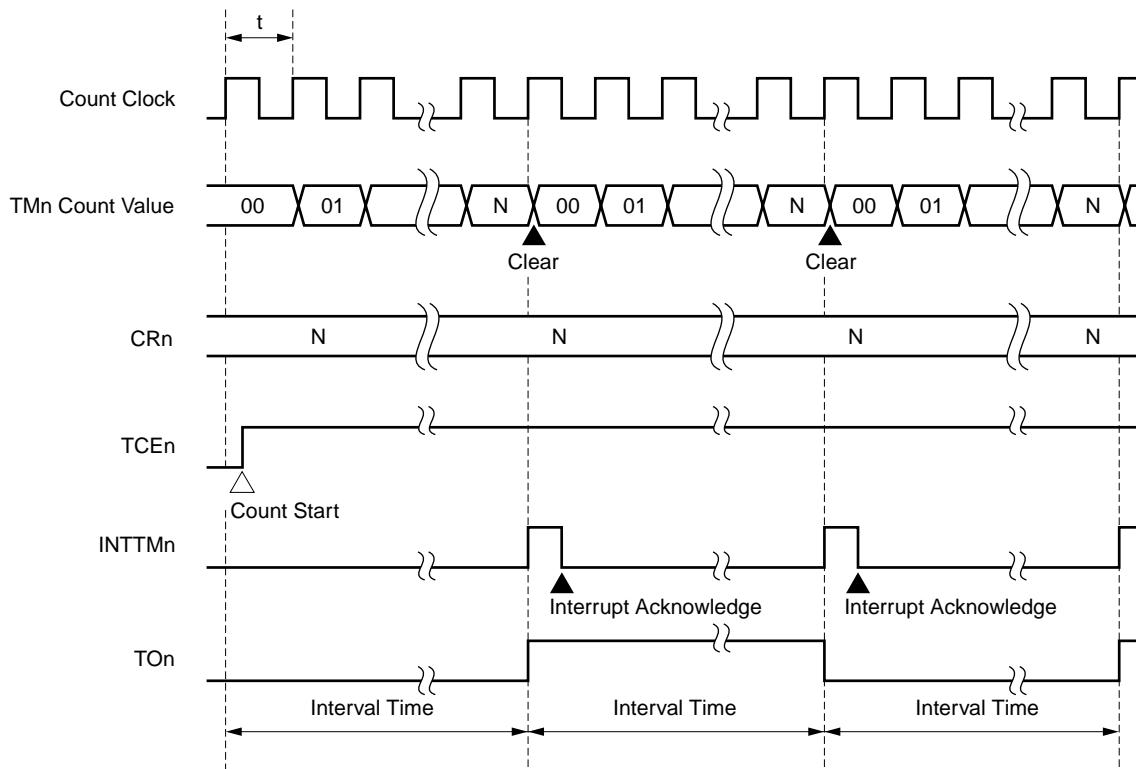 t
Count Clock
TMn Count Value 00 01 N 00 01 N 00 01 N
Clear Clear
CRn N N N N
TCEn
Count Start
INTTMn
Interrupt Acknowledge Interrupt Acknowledge
TOn
Interval Time Interval Time Interval Time